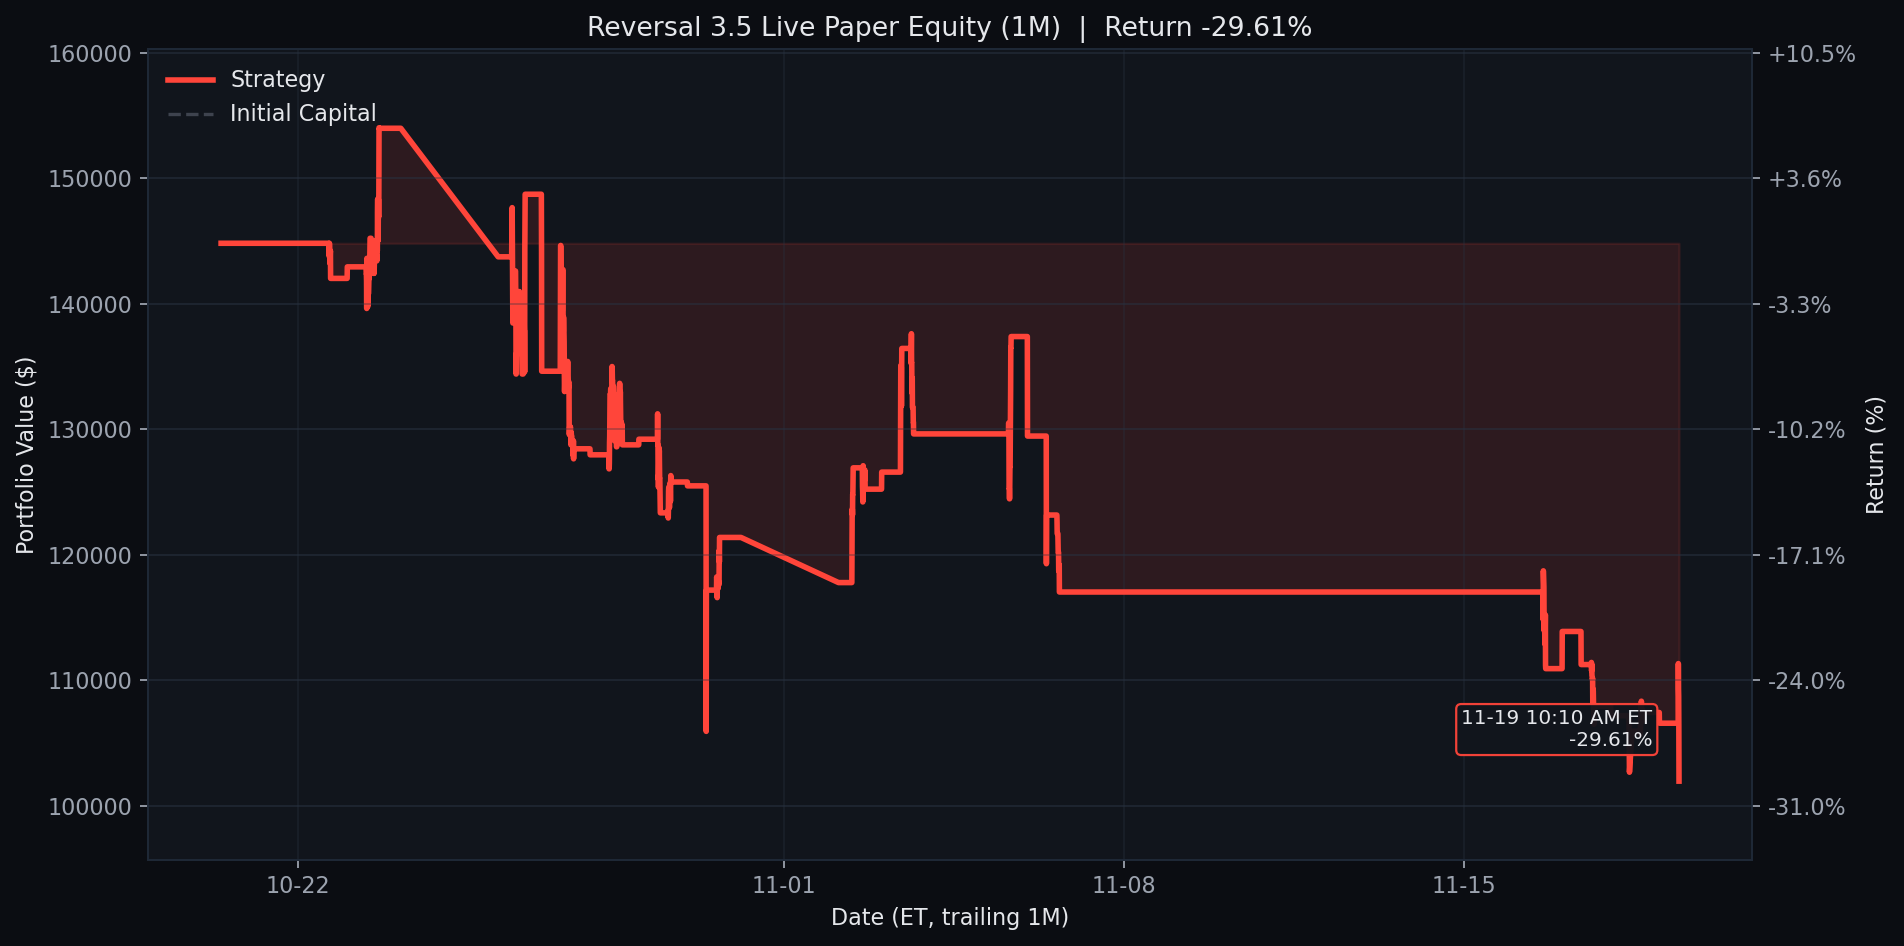 Reversal 3.5 Live Paper Equity (1M)  |  Return -29.61%
Strategy
Initial Capital
160000
150000
140000
130000
120000
110000
100000
Portfolio Value ($)
+10.5%
+3.6%
-3.3%
-10.2%
-17.1%
-24.0%
-31.0%
Return (%)
11-19 10:10 AM ET
-29.61%
10-22
11-01
11-08
11-15
Date (ET, trailing 1M)